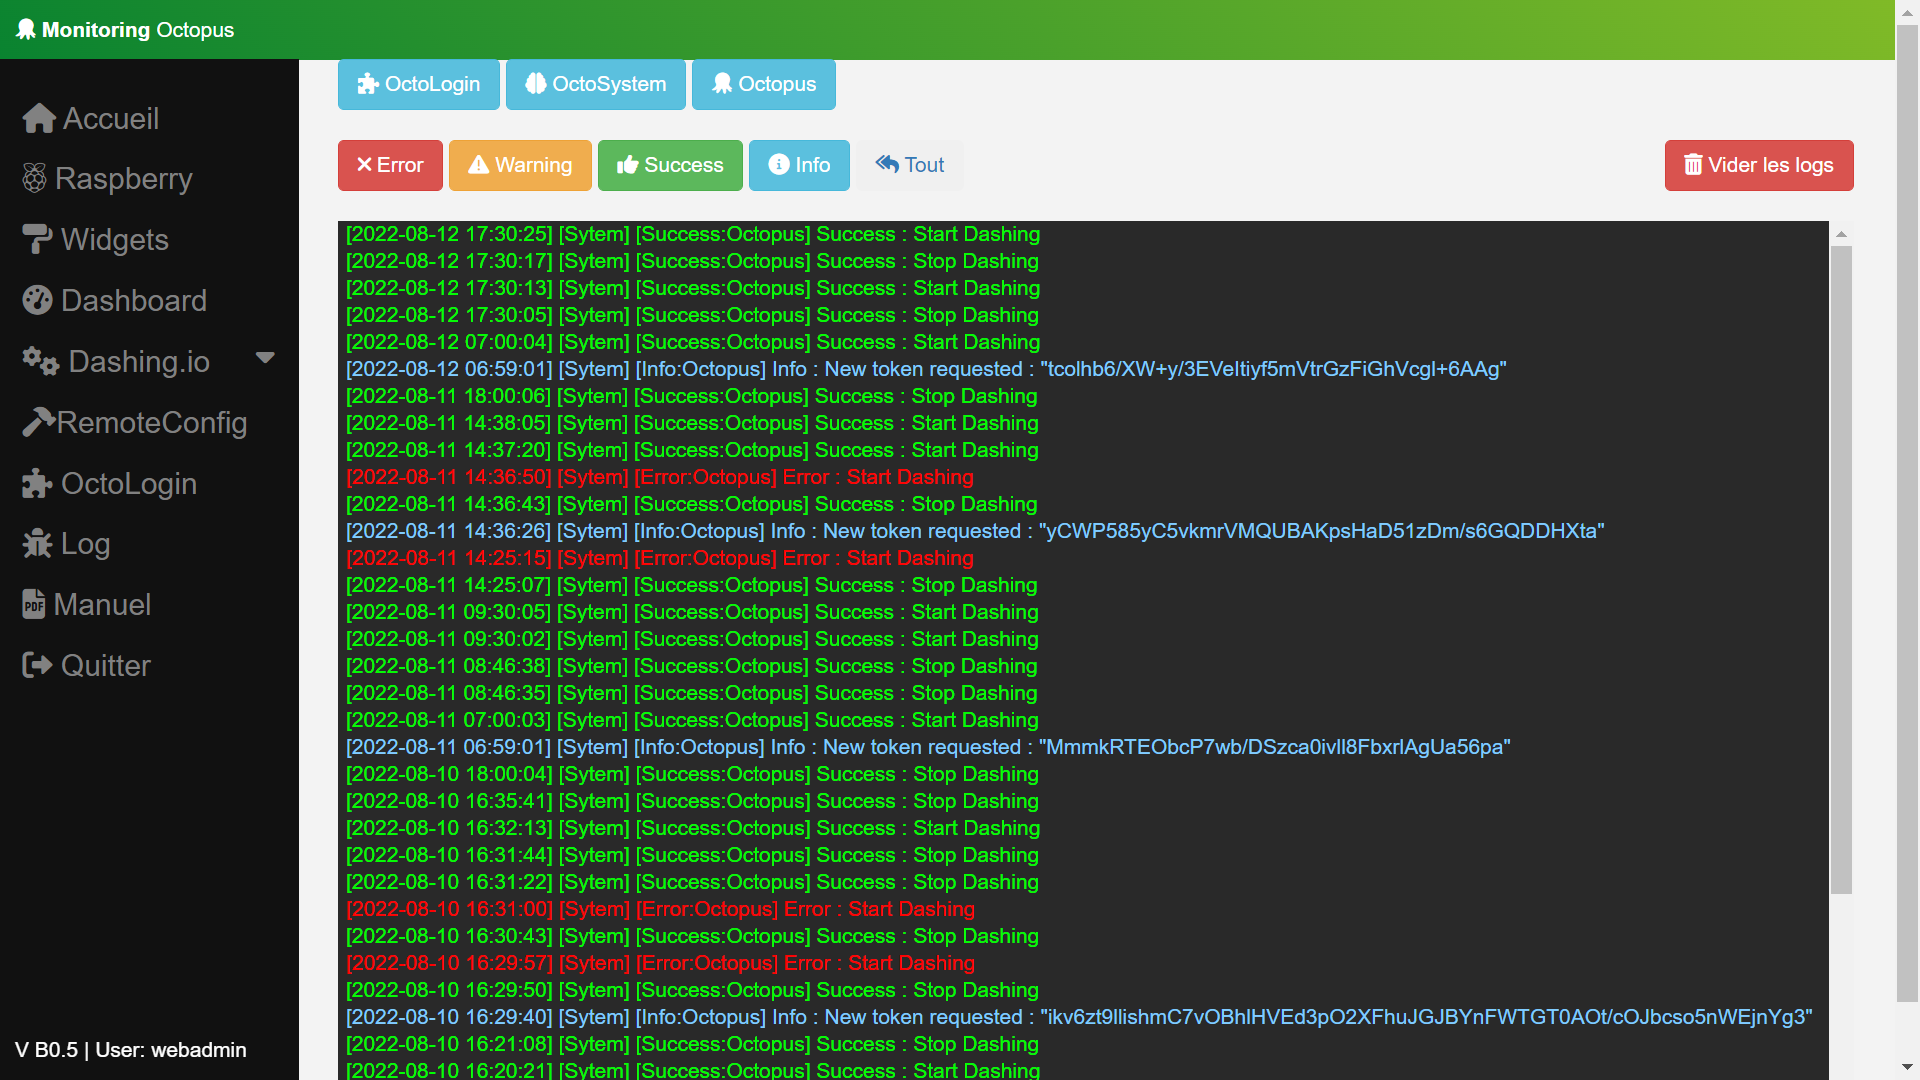 Monitoring Octopus
Accueil
Raspberry
Widgets
Dashboard
Dashing.io
RemoteConfig
OctoLogin
Log
PDF Manuel
Quitter
V B0.5 | User: webadmin
OctoLogin OctoSystem Octopus
Error Warning Success Info Tout Vider les logs
[2022-08-12 17:30:25] [Sytem] [Success:Octopus] Success : Start Dashing
[2022-08-12 17:30:17] [Sytem] [Success:Octopus] Success : Stop Dashing
[2022-08-12 17:30:13] [Sytem] [Success:Octopus] Success : Start Dashing
[2022-08-12 17:30:05] [Sytem] [Success:Octopus] Success : Stop Dashing
[2022-08-12 07:00:04] [Sytem] [Success:Octopus] Success : Start Dashing
[2022-08-12 06:59:01] [Sytem] [Info:Octopus] Info : New token requested : "tcolhb6/XW+y/3EVeItiyf5mVtrGzFiGhVcgl+6AAg"
[2022-08-11 18:00:06] [Sytem] [Success:Octopus] Success : Stop Dashing
[2022-08-11 14:38:05] [Sytem] [Success:Octopus] Success : Start Dashing
[2022-08-11 14:37:20] [Sytem] [Success:Octopus] Success : Start Dashing
[2022-08-11 14:36:50] [Sytem] [Error:Octopus] Error : Start Dashing
[2022-08-11 14:36:43] [Sytem] [Success:Octopus] Success : Stop Dashing
[2022-08-11 14:36:26] [Sytem] [Info:Octopus] Info : New token requested : "yCWP585yC5vkmrVMQUBAKpsHaD51zDm/s6GQDDHXta"
[2022-08-11 14:25:15] [Sytem] [Error:Octopus] Error : Start Dashing
[2022-08-11 14:25:07] [Sytem] [Success:Octopus] Success : Stop Dashing
[2022-08-11 09:30:05] [Sytem] [Success:Octopus] Success : Start Dashing
[2022-08-11 09:30:02] [Sytem] [Success:Octopus] Success : Start Dashing
[2022-08-11 08:46:38] [Sytem] [Success:Octopus] Success : Stop Dashing
[2022-08-11 08:46:35] [Sytem] [Success:Octopus] Success : Stop Dashing
[2022-08-11 07:00:03] [Sytem] [Success:Octopus] Success : Start Dashing
[2022-08-11 06:59:01] [Sytem] [Info:Octopus] Info : New token requested : "MmmkRTEObcP7wb/DSzca0ivll8FbxrlAgUa56pa"
[2022-08-10 18:00:04] [Sytem] [Success:Octopus] Success : Stop Dashing
[2022-08-10 16:35:41] [Sytem] [Success:Octopus] Success : Stop Dashing
[2022-08-10 16:32:13] [Sytem] [Success:Octopus] Success : Start Dashing
[2022-08-10 16:31:44] [Sytem] [Success:Octopus] Success : Stop Dashing
[2022-08-10 16:31:22] [Sytem] [Success:Octopus] Success : Stop Dashing
[2022-08-10 16:31:00] [Sytem] [Error:Octopus] Error : Start Dashing
[2022-08-10 16:30:43] [Sytem] [Success:Octopus] Success : Stop Dashing
[2022-08-10 16:29:57] [Sytem] [Error:Octopus] Error : Start Dashing
[2022-08-10 16:29:50] [Sytem] [Success:Octopus] Success : Stop Dashing
[2022-08-10 16:29:40] [Sytem] [Info:Octopus] Info : New token requested : "ikv6zt9llishmC7vOBhlHVEd3pO2XFhuJGJBYnFWTGT0AOt/cOJbcso5nWEjnYg3"
[2022-08-10 16:21:08] [Sytem] [Success:Octopus] Success : Stop Dashing
[2022-08-10 16:20:21] [Sytem] [Success:Octopus] Success : Start Dashing